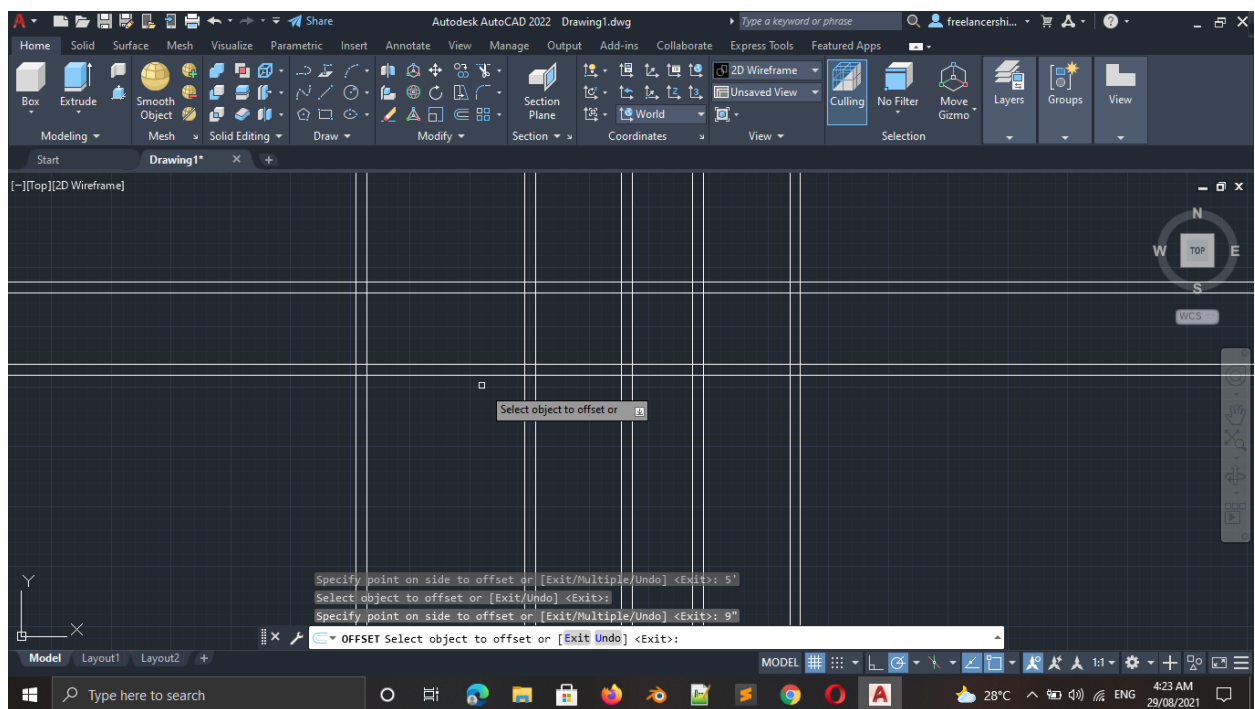 A Share Autodesk AutoCAD 2022 Drawing1.dwg Type a keyword or phrase freelancershi...
Home Solid Surface Mesh Visualize Parametric Insert Annotate View Manage Output Add-ins Collaborate Express Tools Featured Apps
2D Wireframe
Unsaved View
World
Box Extrude Smooth Object Section Plane Culling No Filter Move Gizmo Layers Groups View
Modeling Mesh Solid Editing Draw Modify Section Coordinates View Selection
Start Drawing1* × +
[−][Top][2D Wireframe]
N
W TOP E
S
WCS
Select object to offset or
Specify point on side to offset or [Exit/Multiple/Undo] <Exit>: 5'
Select object to offset or [Exit/Undo] <Exit>:
Specify point on side to offset or [Exit/Multiple/Undo] <Exit>: 9"
Y
X
OFFSET Select object to offset or [Exit Undo] <Exit>:
Model Layout1 Layout2 + MODEL 1:1
Type here to search A 28°C ENG 4:23 AM
29/08/2021